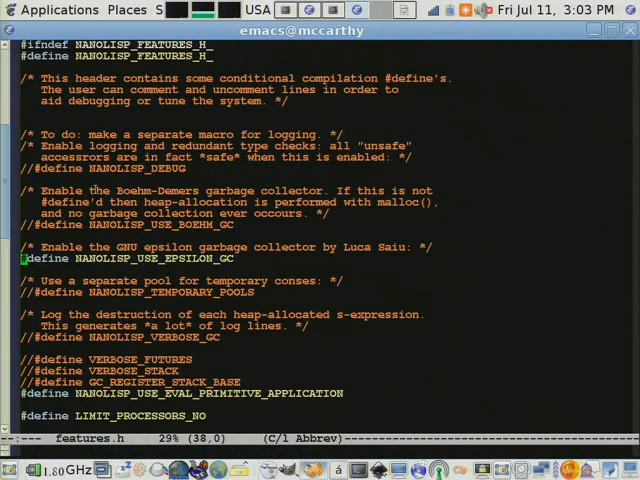 Applications Places S USA Fri Jul 11, 3:03 PM
emacs@mccarthy
#ifndef NANOLISP_FEATURES_H_
#define NANOLISP_FEATURES_H_
/* This header contains some conditional compilation #define's.
The user can comment and uncomment lines in order to
aid debugging or tune the system. */
/* To do: make a separate macro for logging. */
/* Enable logging and redundant type checks: all "unsafe"
accessrors are in fact *safe* when this is enabled: */
//#define NANOLISP_DEBUG
/* Enable the Boehm-Demers garbage collector. If this is not
#define'd then heap-allocation is performed with malloc(),
and no garbage collection ever occours. */
//#define NANOLISP_USE_BOEHM_GC
/* Enable the GNU epsilon garbage collector by Luca Saiu: */
#define NANOLISP_USE_EPSILON_GC
/* Use a separate pool for temporary conses: */
//#define NANOLISP_TEMPORARY_POOLS
/* Log the destruction of each heap-allocated s-expression.
This generates *a lot* of log lines. */
//#define NANOLISP_VERBOSE_GC
//#define VERBOSE_FUTURES
//#define VERBOSE_STACK
//#define GC_REGISTER_STACK_BASE
#define NANOLISP_USE_EVAL_PRIMITIVE_APPLICATION
#define LIMIT_PROCESSORS_NO
--:--- features.h 29% (38,0) (C/l Abbrev)
1.80 GHz á